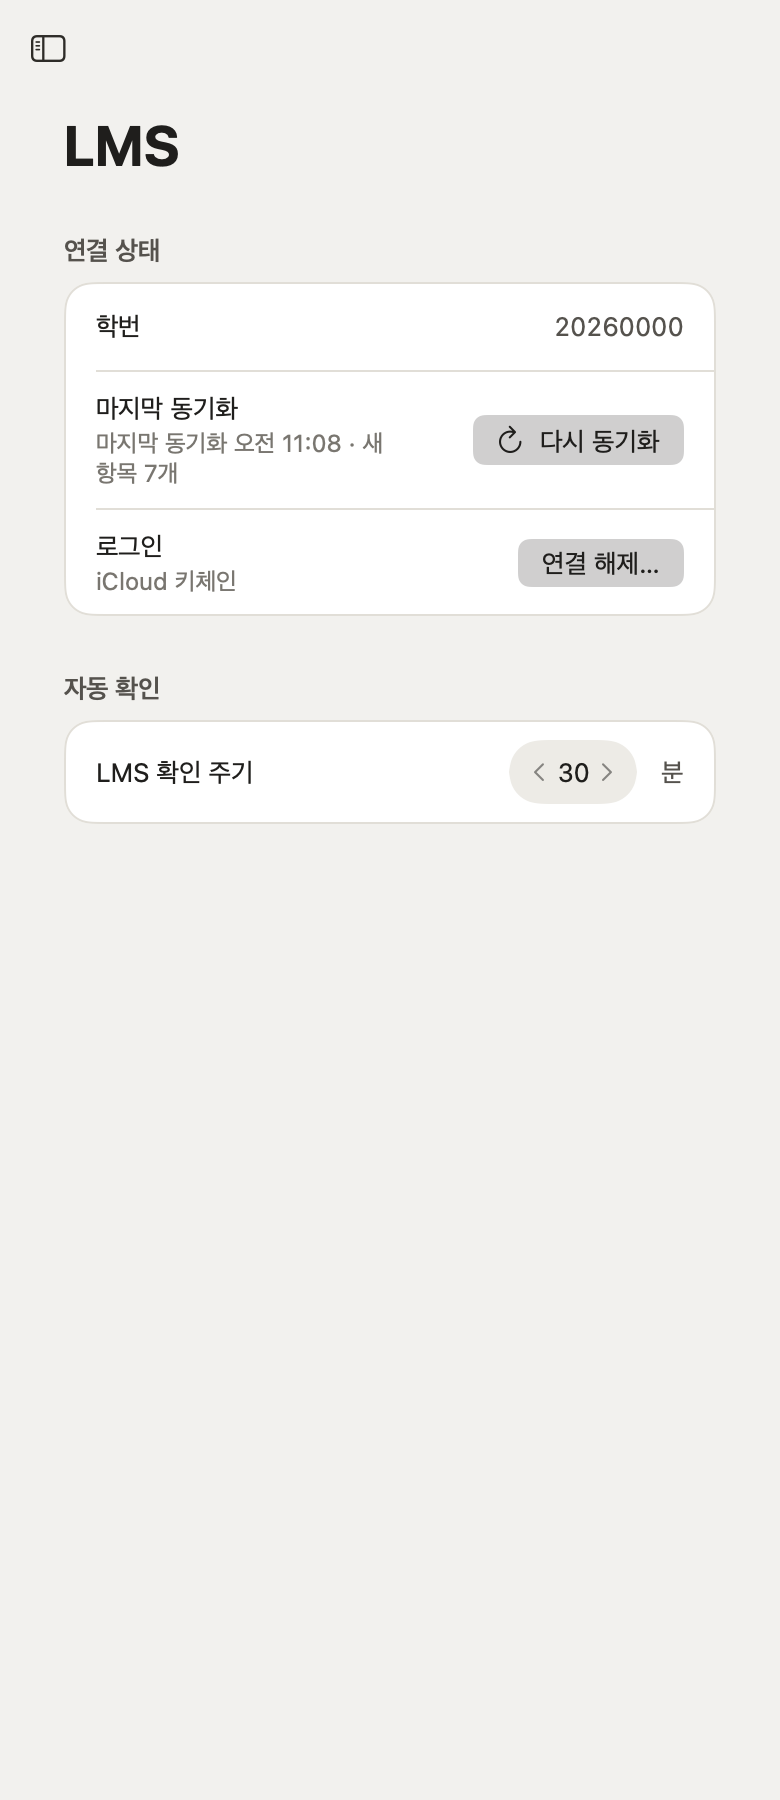 LMS
연결 상태
학번
20260000
마지막 동기화
마지막 동기화 오전 11:08 · 새
항목 7개
다시 동기화
로그인
iCloud 키체인
연결 해제...
자동 확인
LMS 확인 주기
30
분